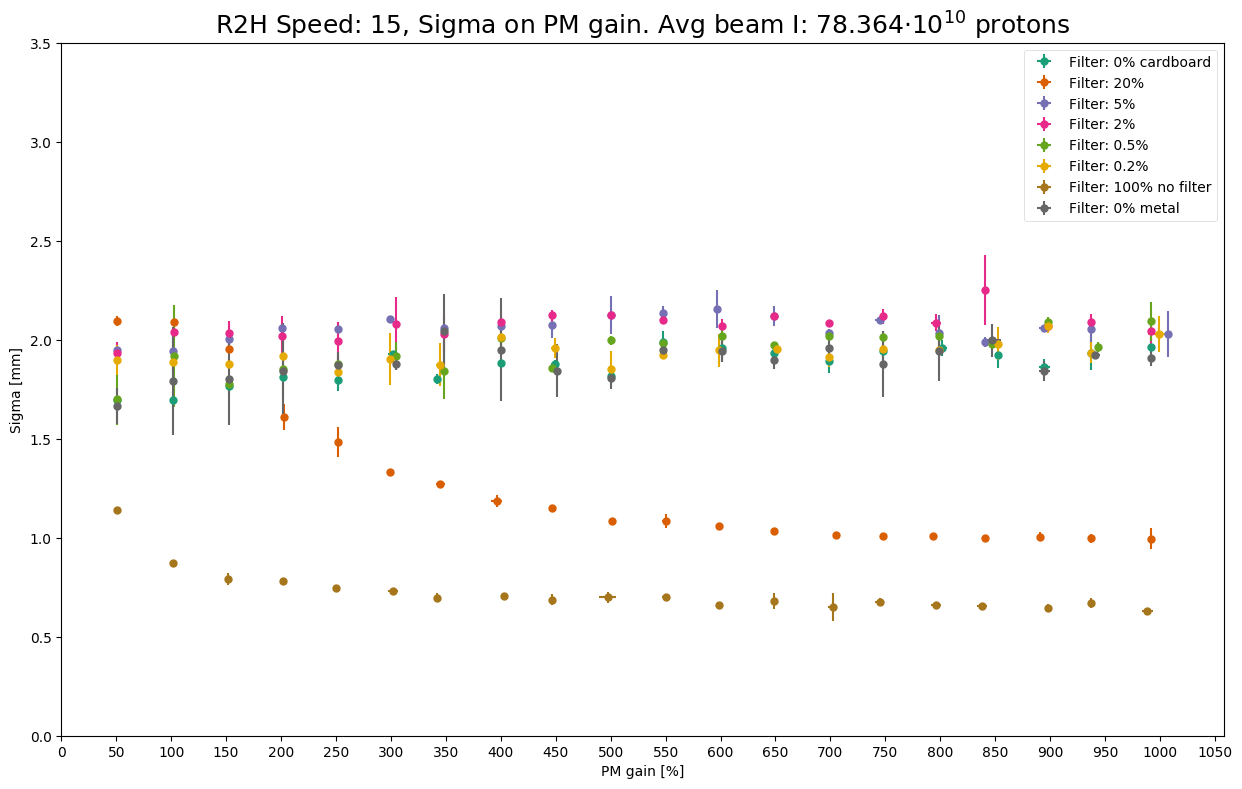 R2H Speed: 15, Sigma on PM gain. Avg beam I: 78.364·10¹⁰ protons
3.5
3.0
2.5
2.0
1.5
1.0
0.5
0.0
Sigma [mm]
Filter: 0% cardboard
Filter: 20%
Filter: 5%
Filter: 2%
Filter: 0.5%
Filter: 0.2%
Filter: 100% no filter
Filter: 0% metal
0 50 100 150 200 250 300 350 400 450 500 550 600 650 700 750 800 850 900 950 1000 1050
PM gain [%]